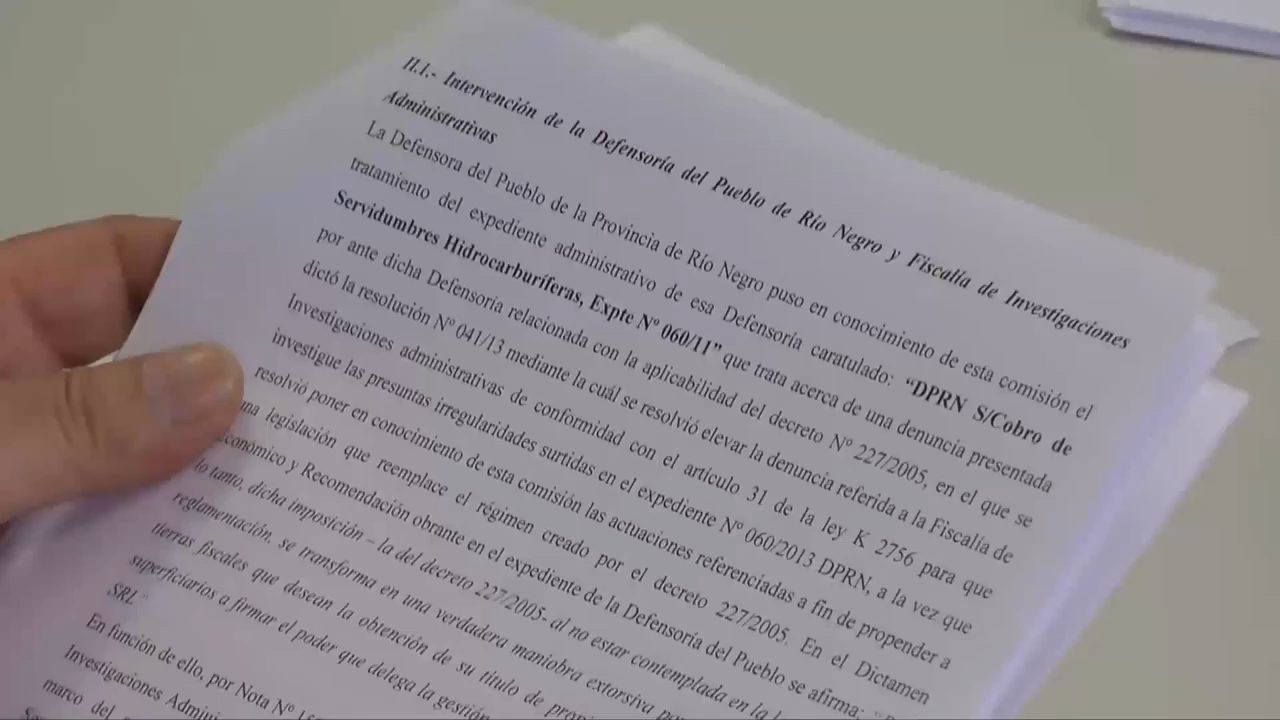 II.I.- Intervención de la Defensoría del Pueblo de Río Negro y Fiscalía de Investigaciones
Administrativas
La Defensora del Pueblo de la Provincia de Río Negro puso en conocimiento de esta comisión el
tratamiento del expediente administrativo de esa Defensoría caratulado: “DPRN S/Cobro de
Servidumbres Hidrocarburíferas, Expte Nº 060/11” que trata acerca de una denuncia presentada
por ante dicha Defensoría relacionada con la aplicabilidad del decreto Nº 227/2005, en el que se
dictó la resolución Nº 041/13 mediante la cuál se resolvió elevar la denuncia referida a la Fiscalía de
Investigaciones administrativas de conformidad con el artículo 31 de la ley K 2756 para que
investigue las presuntas irregularidades surtidas en el expediente Nº 060/2013 DPRN, a la vez que
resolvió poner en conocimiento de esta comisión las actuaciones referenciadas a fin de propender a
una legislación que reemplace el régimen creado por el decreto 227/2005. En el Dictamen
Económico y Recomendación obrante en el expediente de la Defensoría del Pueblo se afirma:
lo tanto, dicha imposición – la del decreto 227/2005- al no estar contemplada en la
reglamentación, se transforma en una verdadera maniobra extorsiva
tierras fiscales que desean la obtención de su título de
superficiarios a firmar el poder que delega la gestión
SRL”
En función de ello, por Nota Nº
Investigaciones
marco del